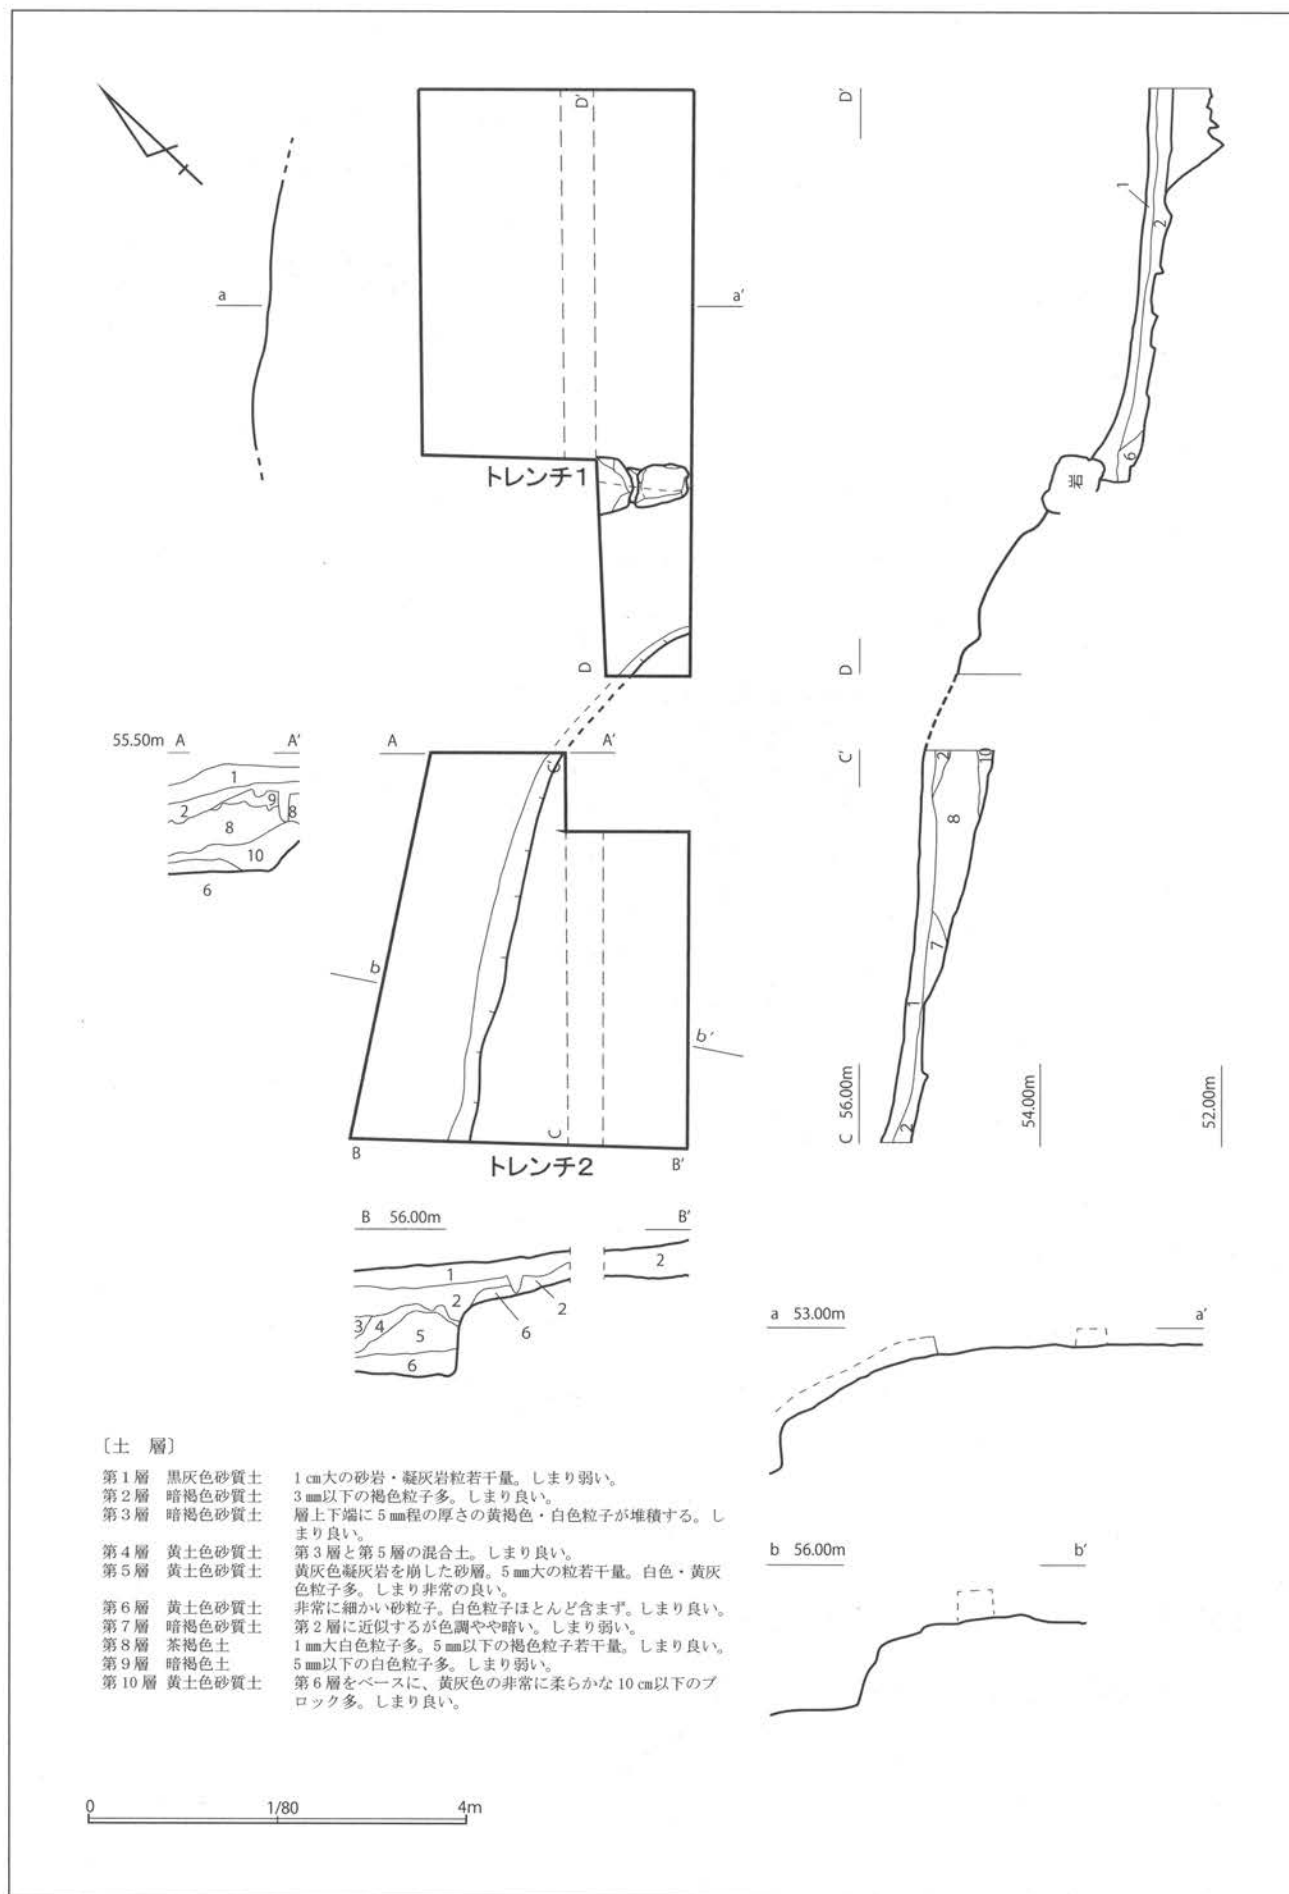 D'
D'
1
2
a
a'
6
岩
トレンチ1
D
D
55.50m A
A'
A
A'
C'
C'
2
10
1
2
9
8
8
8
10
6
7
b
b'
1
C
B
B'
トレンチ2
C 56.00m
54.00m
52.00m
2
B 56.00m
B'
1
2
2
2
3
4
5
6
6
a 53.00m
a'
b 56.00m
b'
〔土 層〕
第1層 黒灰色砂質土 1㎝大の砂岩・凝灰岩粒若干量。しまり弱い。
第2層 暗褐色砂質土 3㎜以下の褐色粒子多。しまり良い。
第3層 暗褐色砂質土 層上下端に5㎜程の厚さの黄褐色・白色粒子が堆積する。し
まり良い。
第4層 黄土色砂質土 第3層と第5層の混合土。しまり良い。
第5層 黄土色砂質土 黄灰色凝灰岩を崩した砂層。5㎜大の粒若干量。白色・黄灰
色粒子多。しまり非常の良い。
第6層 黄土色砂質土 非常に細かい砂粒子。白色粒子ほとんど含まず。しまり良い。
第7層 暗褐色砂質土 第2層に近似するが色調やや暗い。しまり弱い。
第8層 茶褐色土 1㎜大白色粒子多。5㎜以下の褐色粒子若干量。しまり良い。
第9層 暗褐色土 5㎜以下の白色粒子多。しまり弱い。
第10層 黄土色砂質土 第6層をベースに、黄灰色の非常に柔らかな10㎝以下のブ
ロック多。しまり良い。
0 1/80 4m